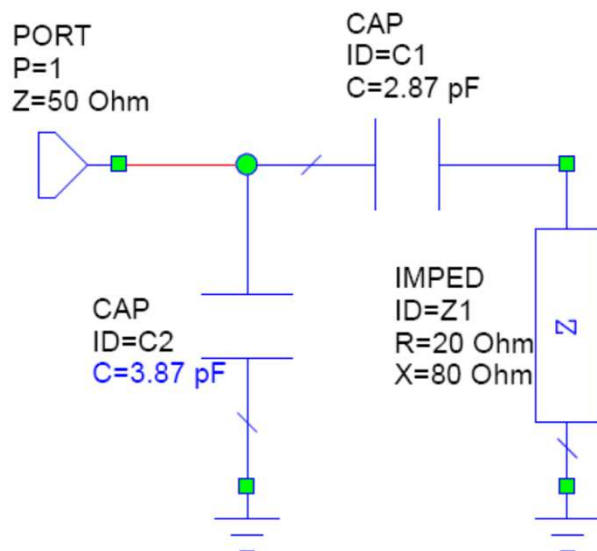 PORT
P=1
Z=50 Ohm
CAP
ID=C1
C=2.87 pF
CAP
ID=C2
C=3.87 pF
IMPED
ID=Z1
R=20 Ohm
X=80 Ohm
Z